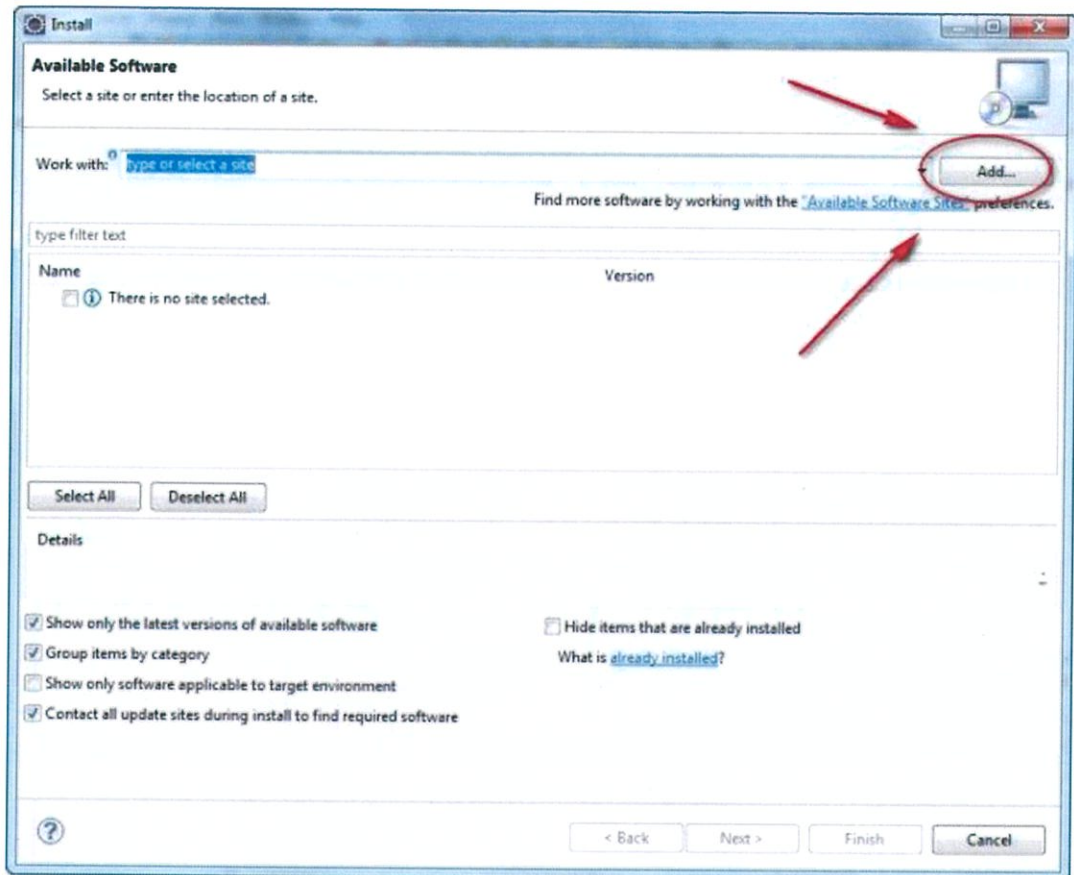 Install
Available Software
Select a site or enter the location of a site.
Work with: type or select a site
Add...
Find more software by working with the "Available Software Sites" preferences.
type filter text
Name Version
There is no site selected.
Select All Deselect All
Details
Show only the latest versions of available software
Hide items that are already installed
Group items by category
What is already installed?
Show only software applicable to target environment
Contact all update sites during install to find required software
< Back Next > Finish Cancel